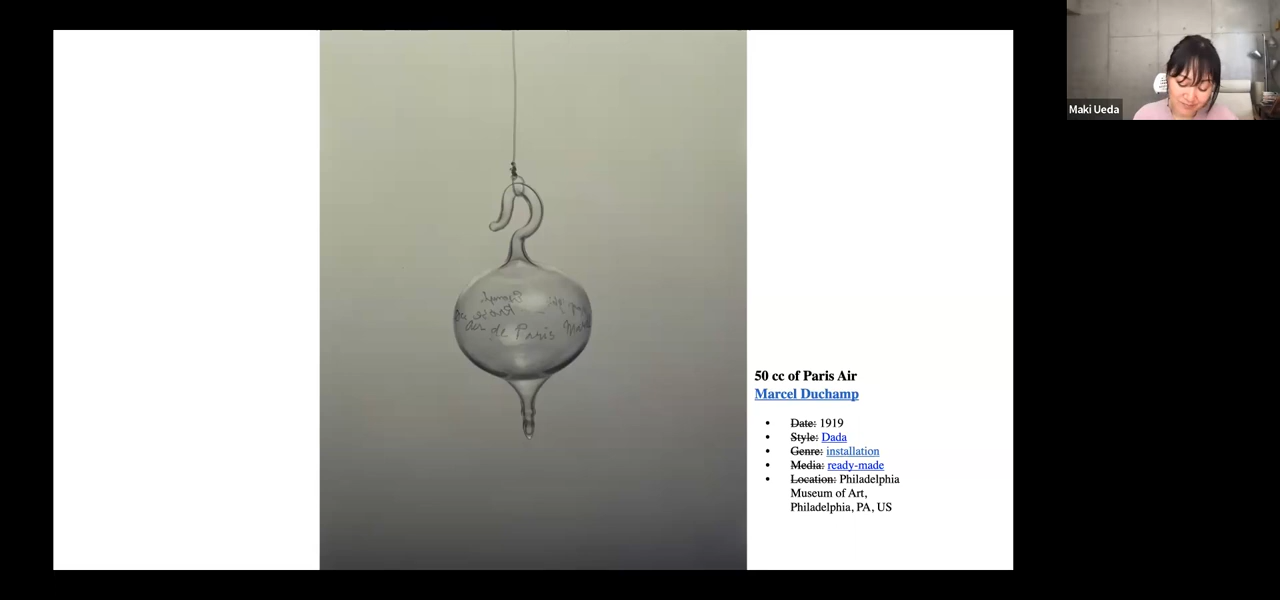 Air de Paris
50 cc of Paris Air
Marcel Duchamp
Date: 1919
Style: Dada
Genre: installation
Media: ready-made
Location: Philadelphia
Museum of Art,
Philadelphia, PA, US
Maki Ueda